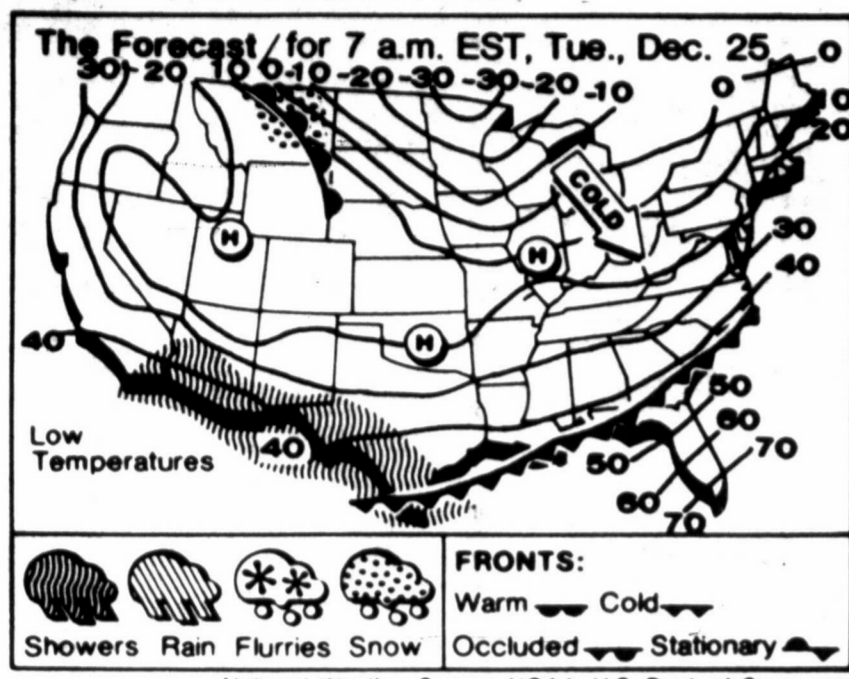 The Forecast / for 7 a.m. EST, Tue., Dec. 25
30 -20 10 0 -10 -20 -30 -30 -20 -10 0 0
10
20
COLD
H
H
30
40
H
40
50
Low 40 50 60 70
Temperatures
60
70
FRONTS:
Warm Cold
Showers Rain Flurries Snow Occluded Stationary